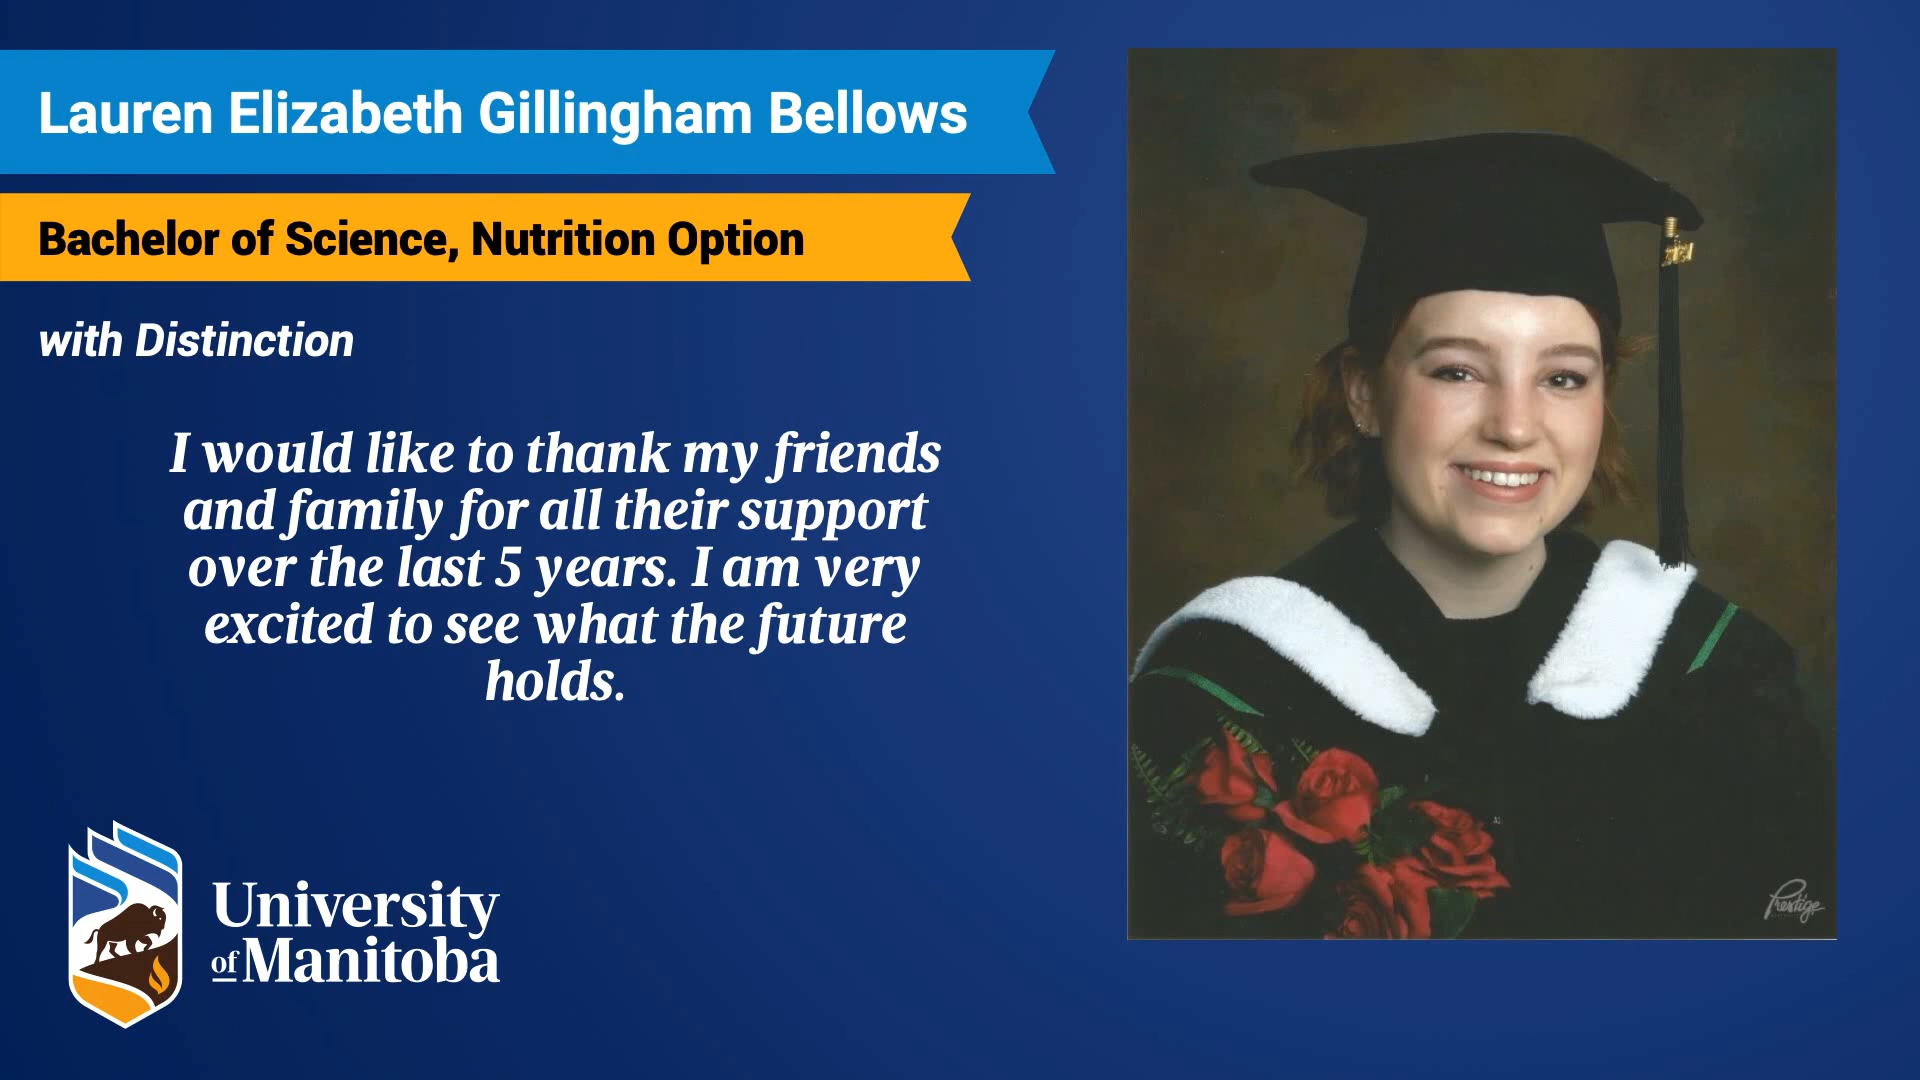 Lauren Elizabeth Gillingham Bellows
Bachelor of Science, Nutrition Option
with Distinction
I would like to thank my friends
and family for all their support
over the last 5 years. I am very
excited to see what the future
holds.
University
of Manitoba
Prestige